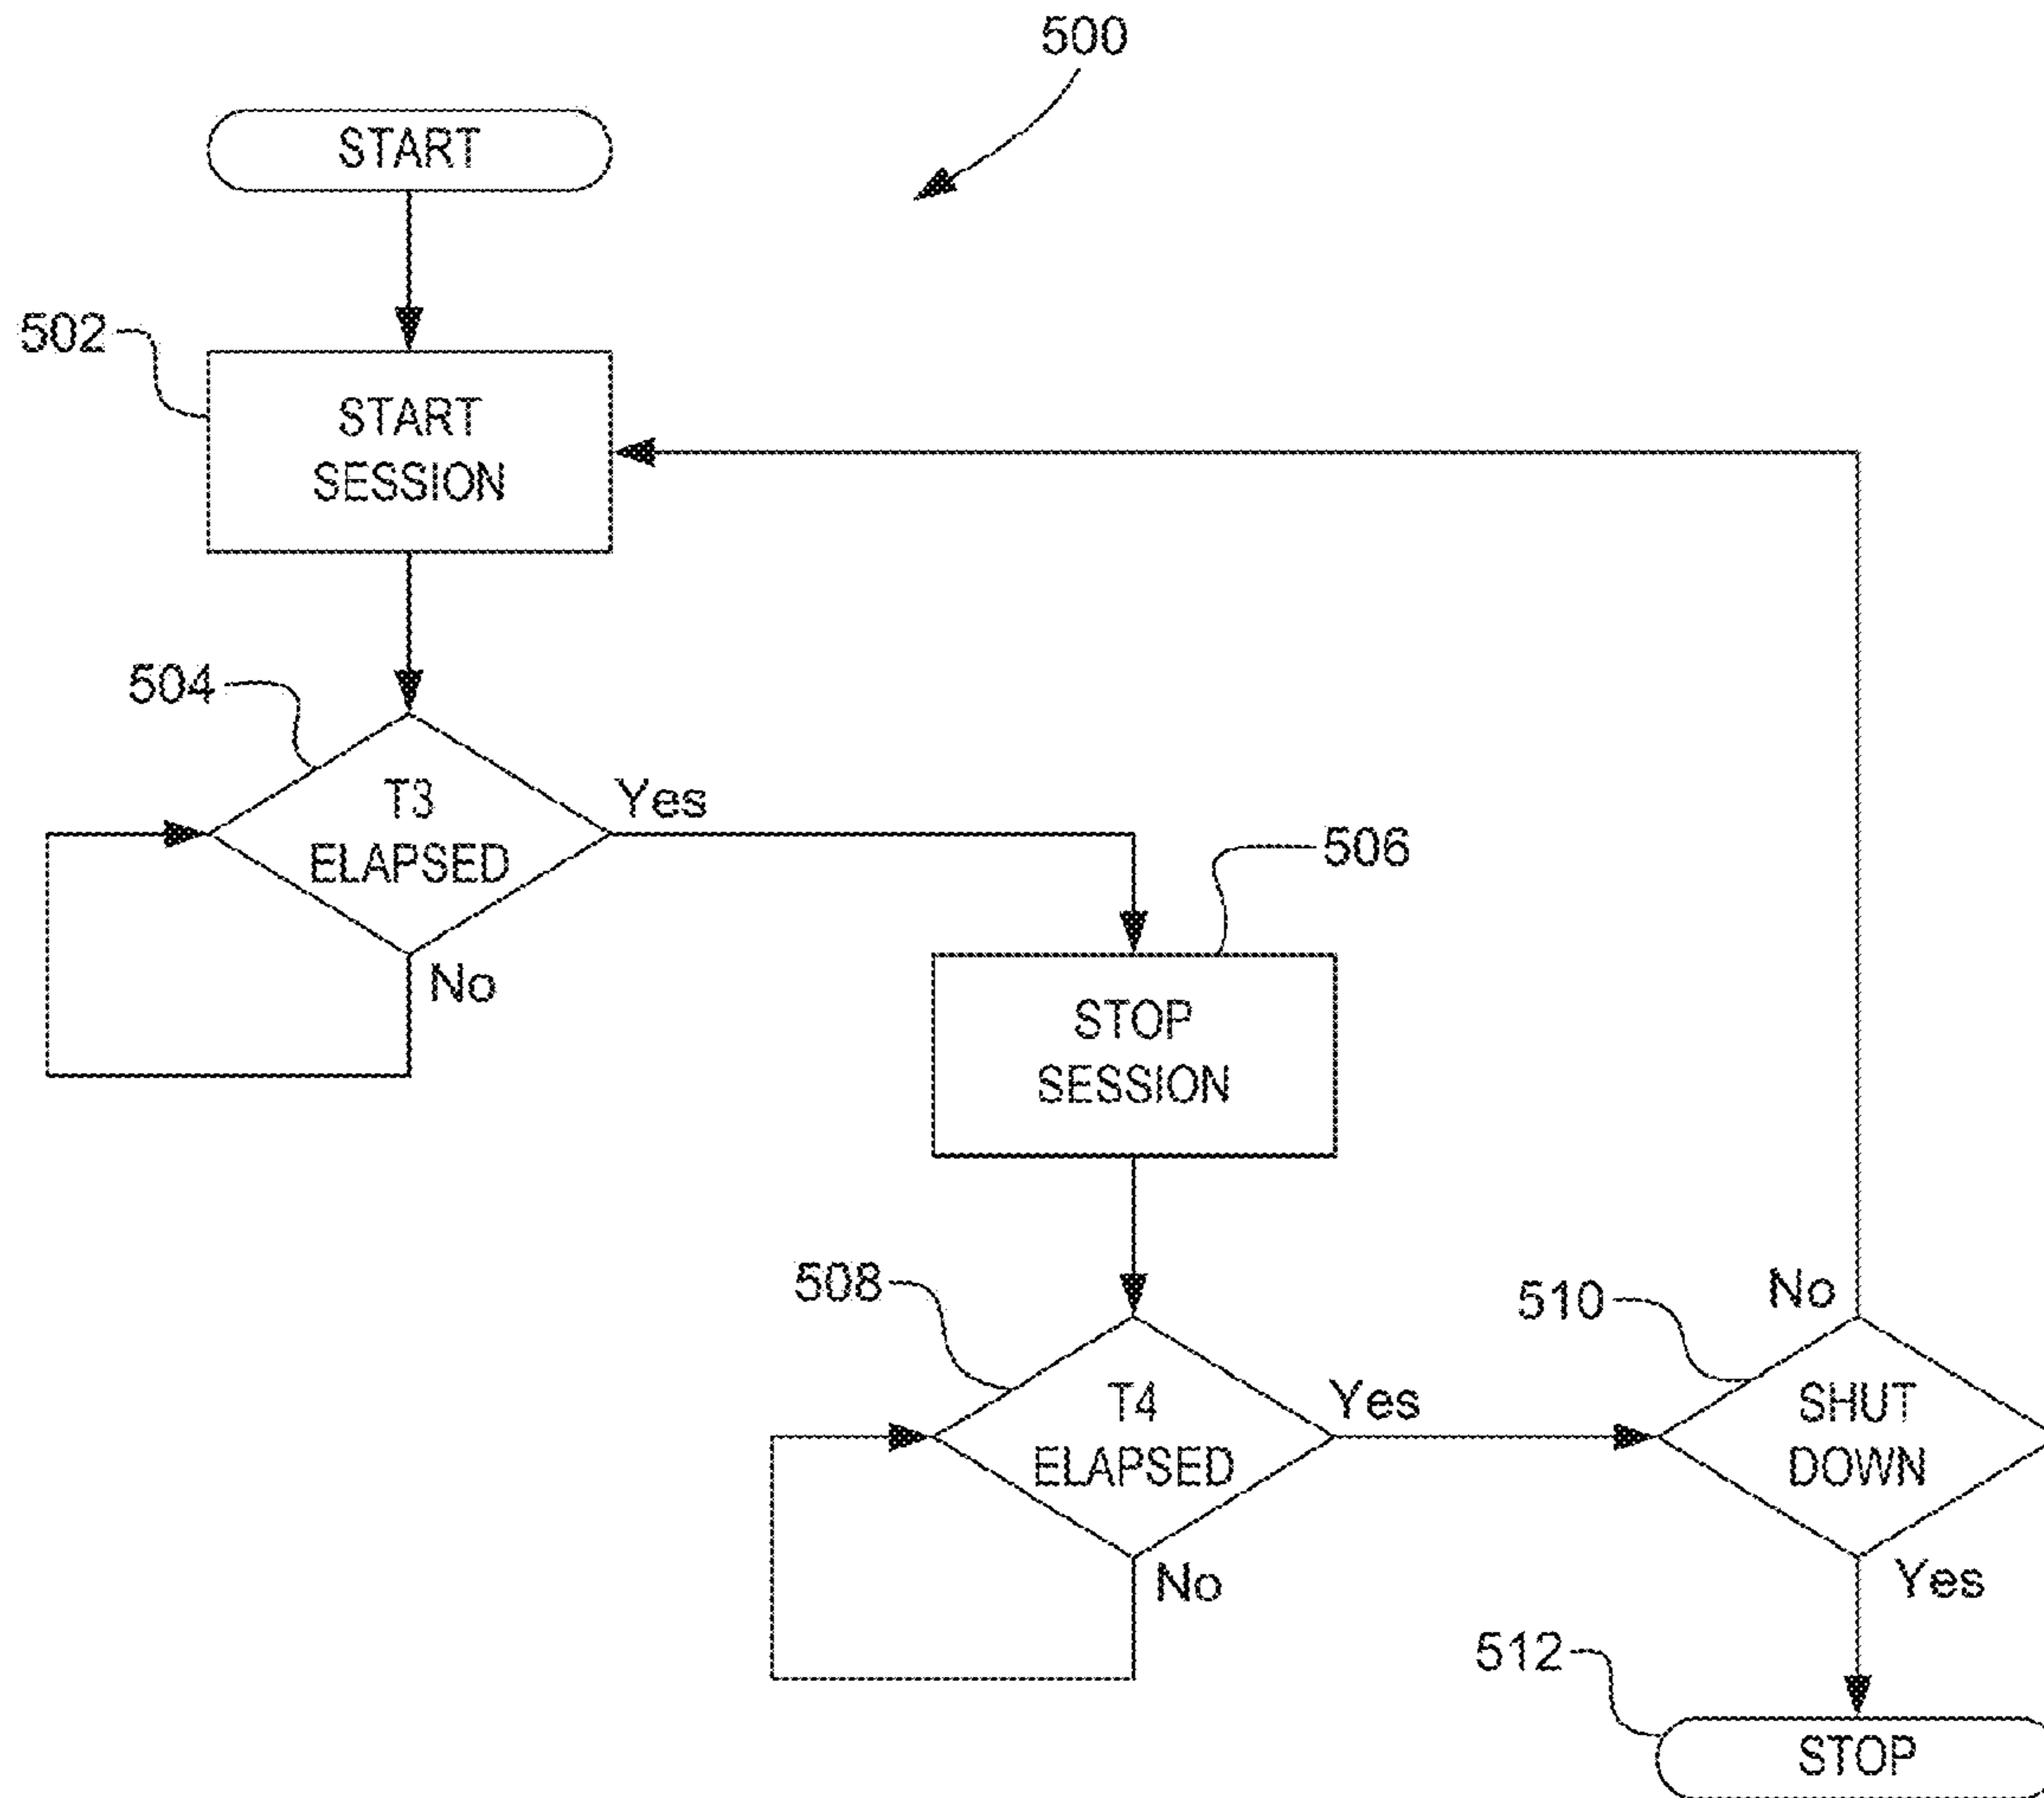 500
START
502
START
SESSION
504
T3
ELAPSED
Yes
No
506
STOP
SESSION
508
T4
ELAPSED
Yes
No
510
No
SHUT
DOWN
Yes
512
STOP